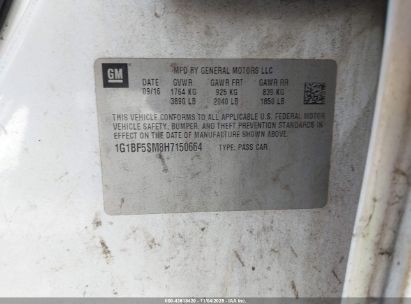 GM
MFD BY GENERAL MOTORS LLC
DATE GVWR GAWR FRT GAWR RR
09/16 1764 KG 925 KG 839 KG
3890 LB 2040 LB 1850 LB
THIS VEHICLE CONFORMS TO ALL APPLICABLE U.S. FEDERAL MOTOR
VEHICLE SAFETY, BUMPER, AND THEFT PREVENTION STANDARDS
IN EFFECT ON THE DATE OF MANUFACTURE
SHOWN ABOVE.
1G1BF5SM8H7150664 TYPE: PASS CAR